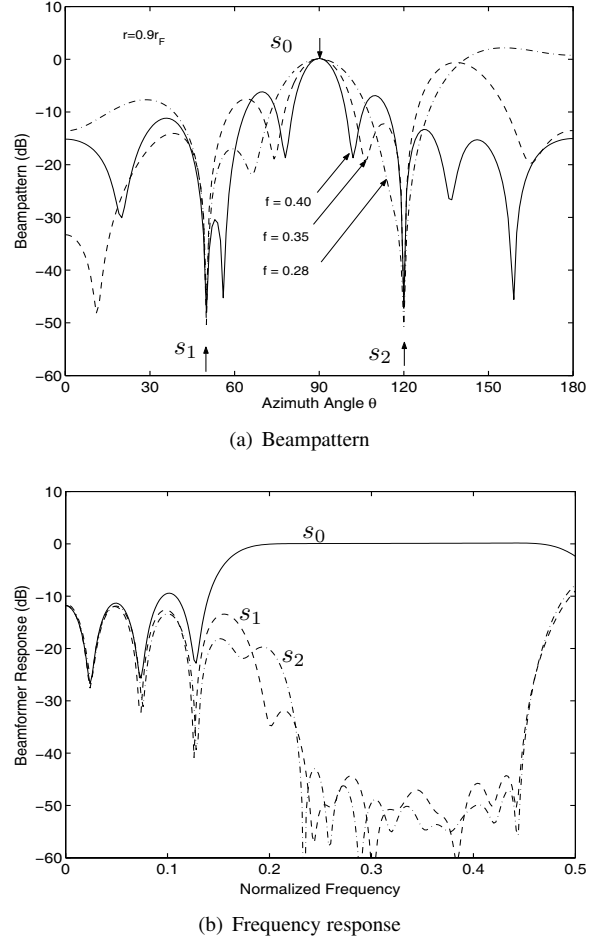 10
0
−10
−20
−30
−40
−50
−60
Beampattern (dB)
r=0.9r_F
s_0
f = 0.40
f = 0.35
f = 0.28
s_1
s_2
0 30 60 90 120 150 180
Azimuth Angle θ
(a) Beampattern
10
0
−10
−20
−30
−40
−50
−60
Beamformer Response (dB)
s_0
s_1
s_2
0 0.1 0.2 0.3 0.4 0.5
Normalized Frequency
(b) Frequency response